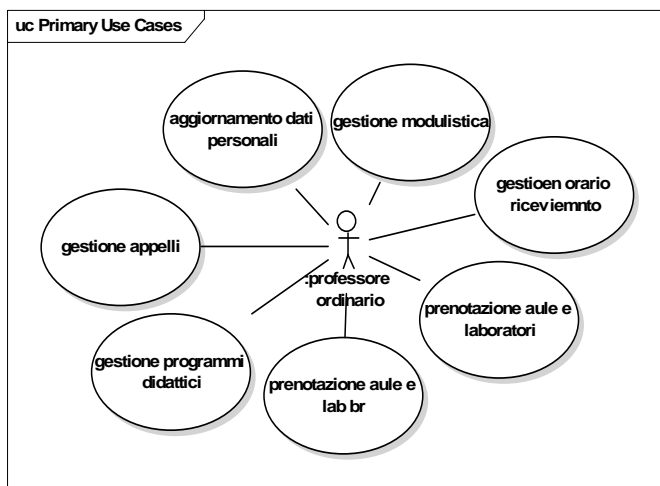 uc Primary Use Cases
aggiornamento dati
personali
gestione modulistica
gestioen orario
riceviemnto
gestione appelli
:professore
ordinario
prenotazione aule e
laboratori
gestione programmi
didattici
prenotazione aule e
lab br